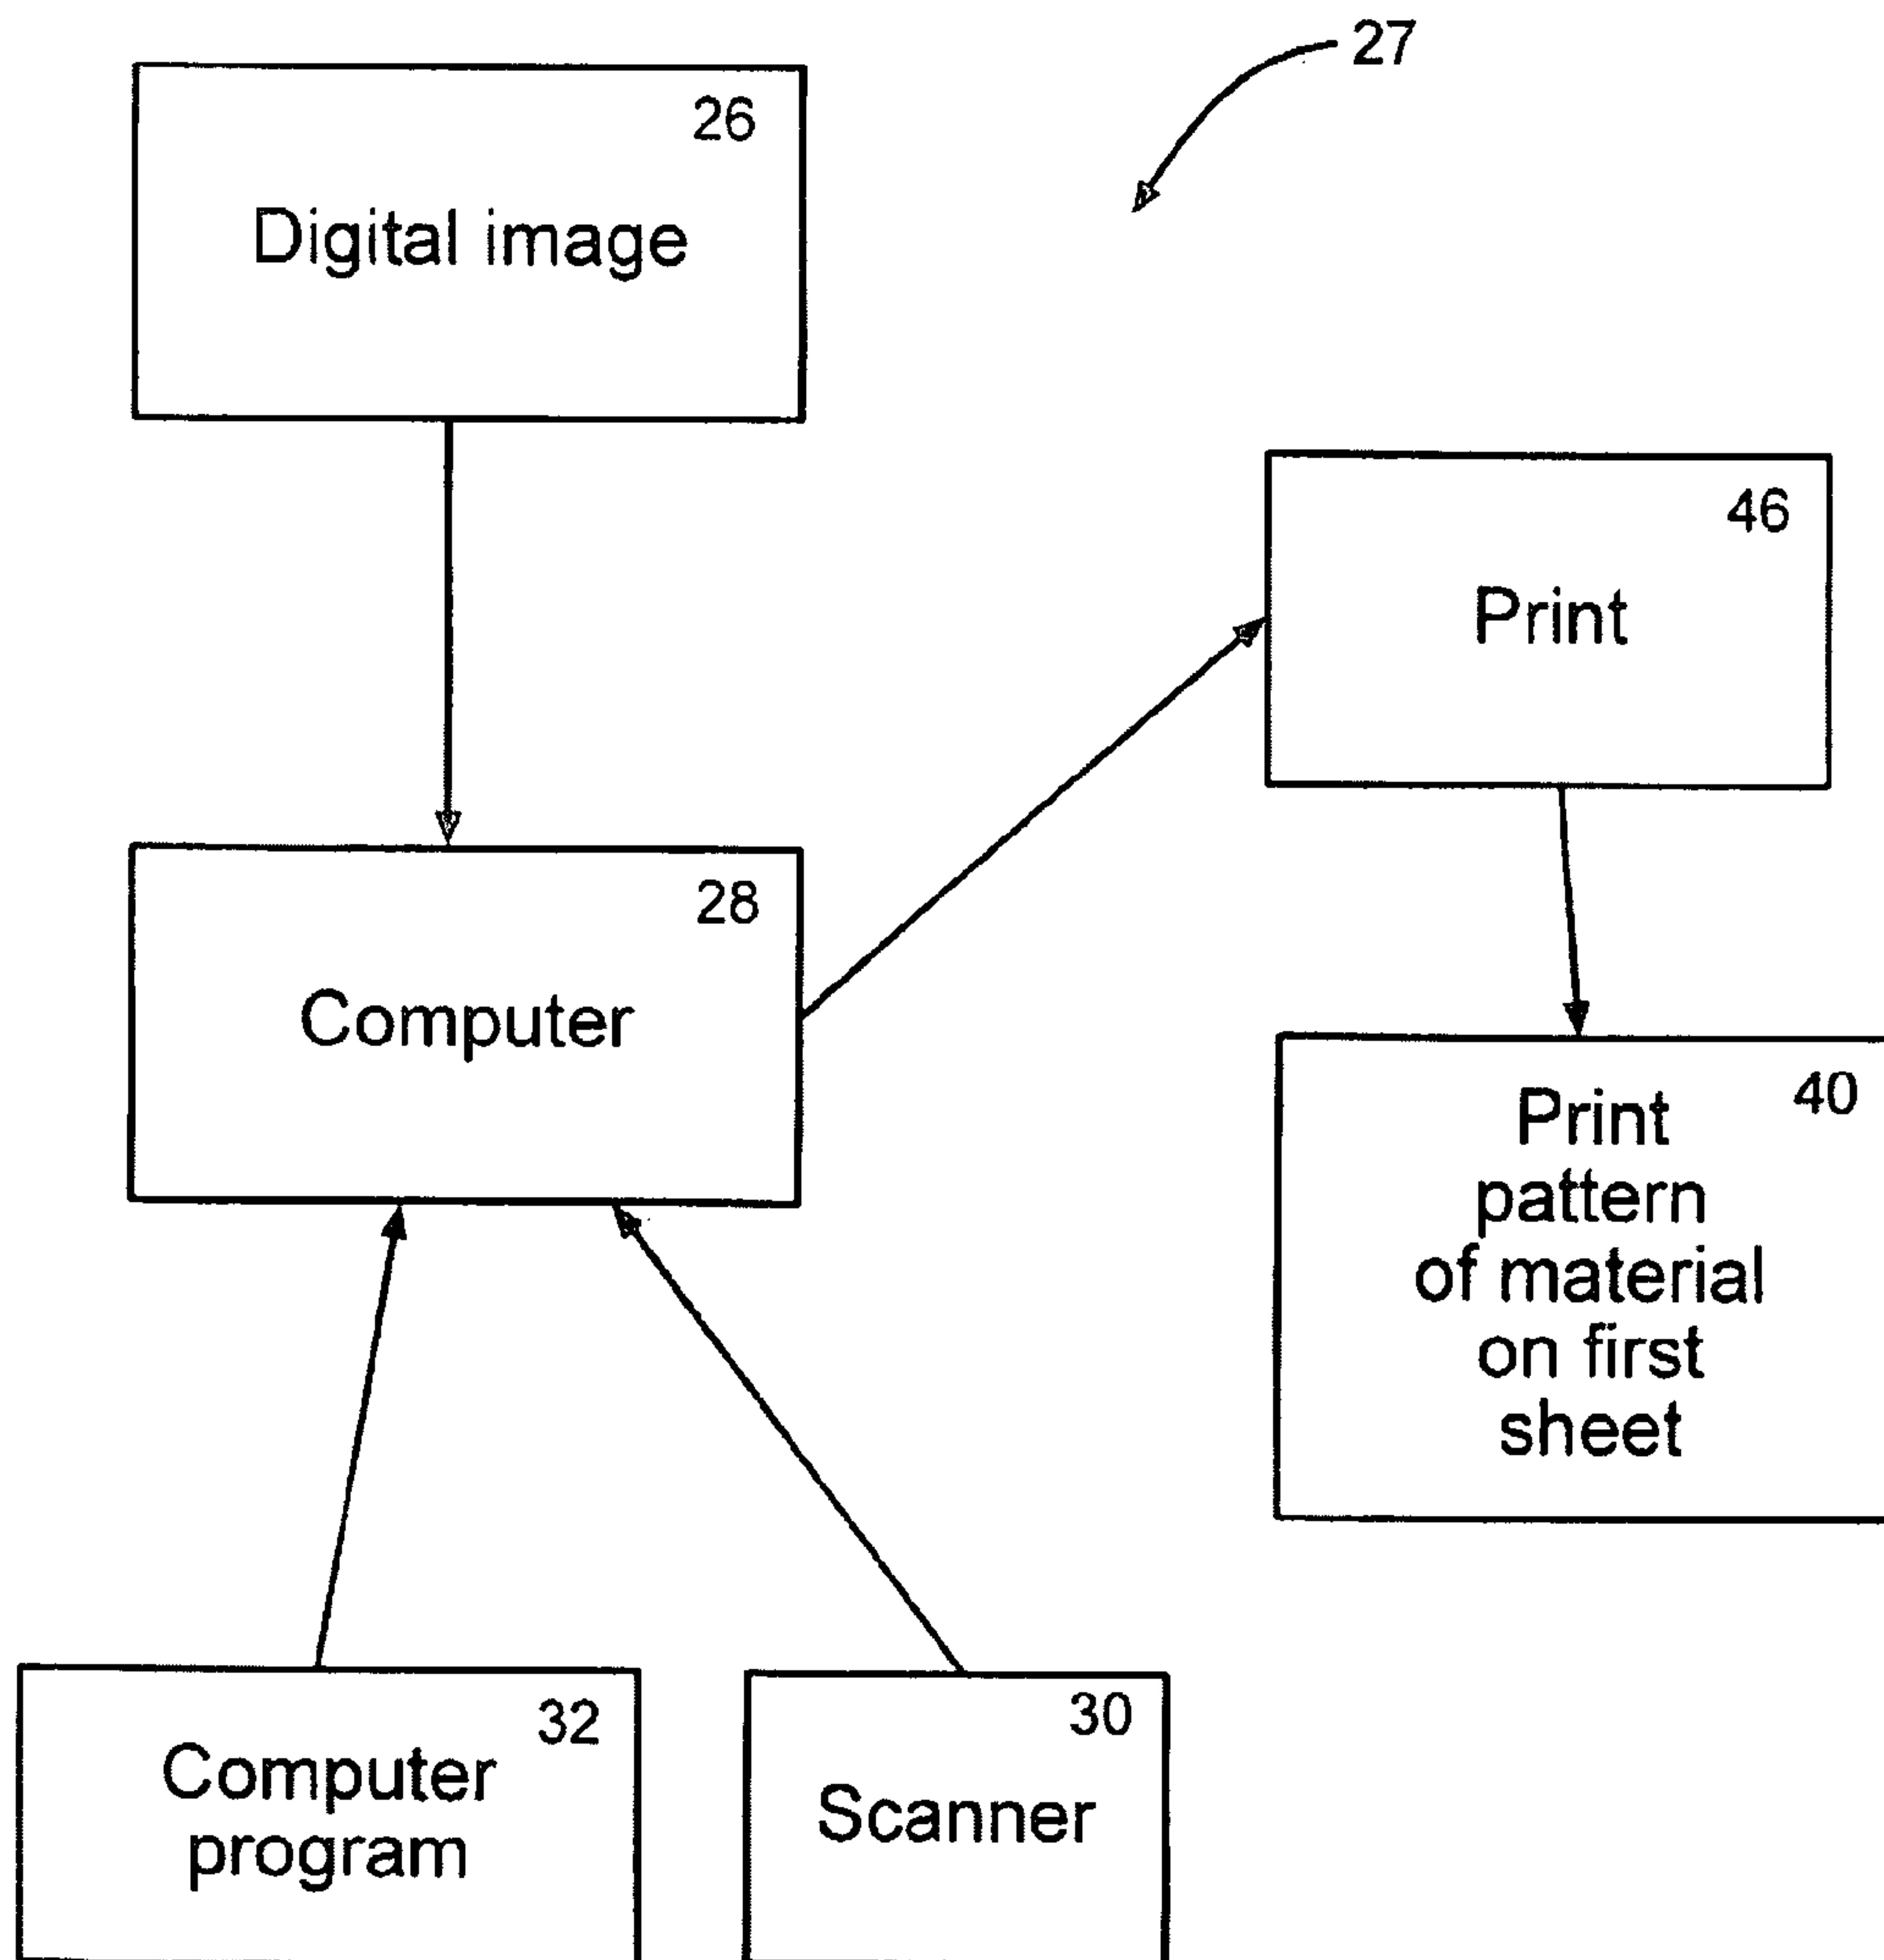 27
26
Digital image
46
Print
28
Computer
40
Print
pattern
of material
on first
sheet
32
Computer
program
30
Scanner